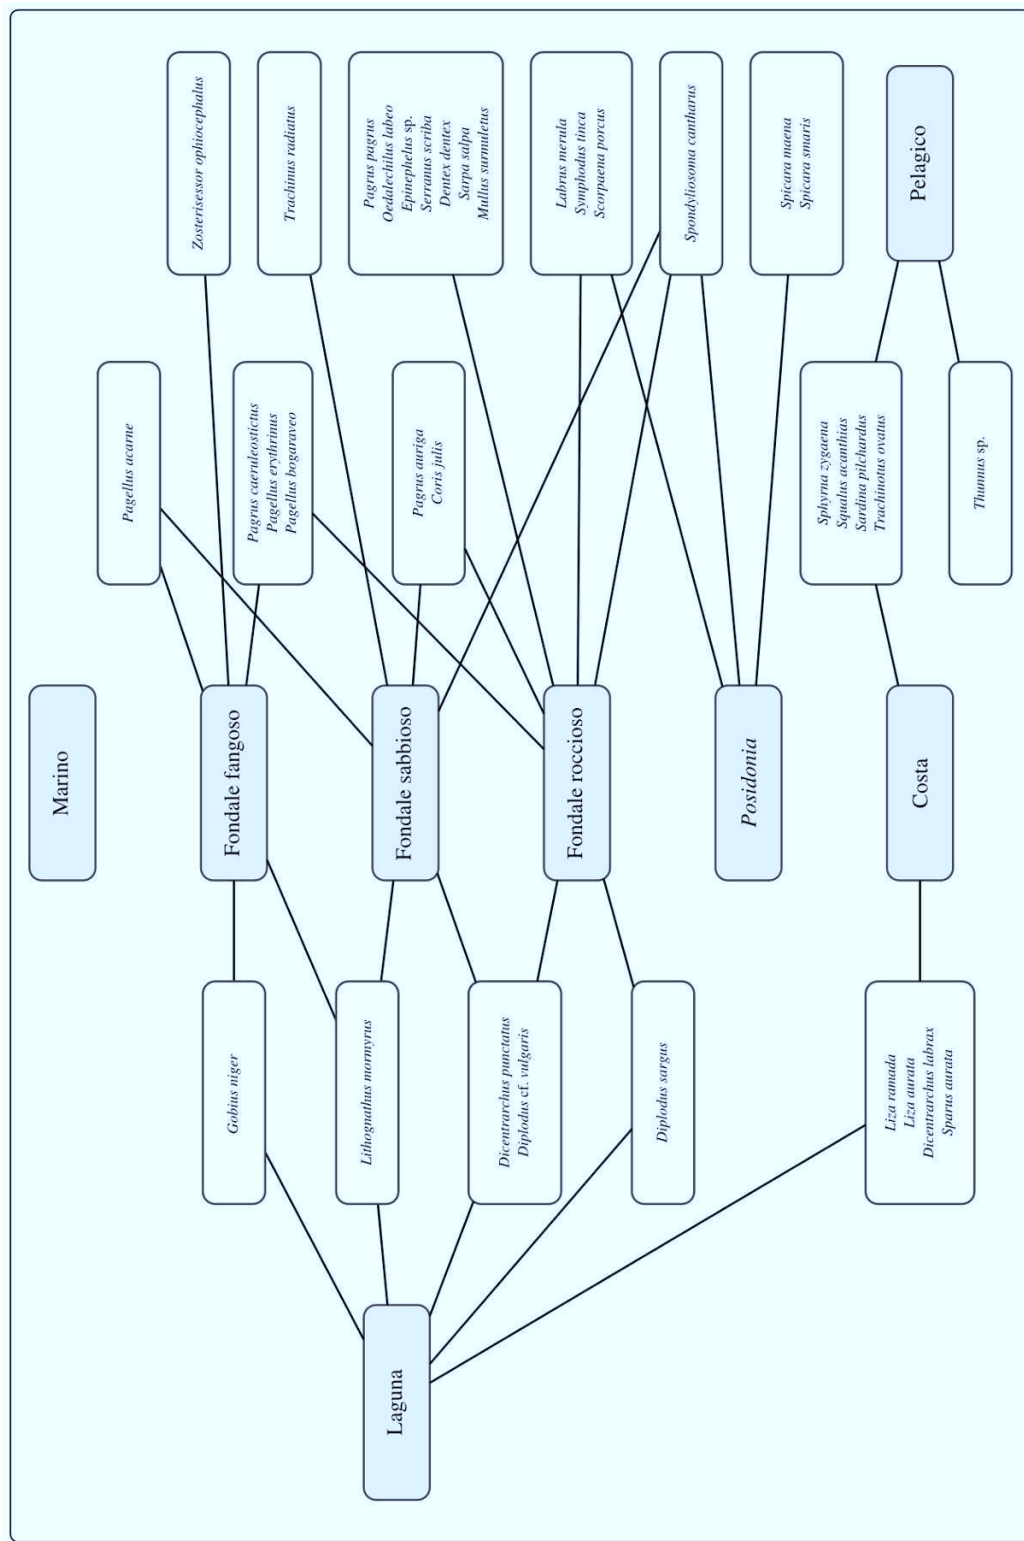 Marino
Pagellus acarne
Zosterisessor ophiocephalus
Gobius niger
Fondale fangoso
Pagrus caeruleostictus
Pagellus erythrinus
Pagellus bogaraveo
Trachinus radiatus
Laguna
Lithognathus mormyrus
Fondale sabbioso
Pagrus auriga
Coris julis
Pagrus pagrus
Oedalechilus labeo
Epinephelus sp.
Serranus scriba
Dentex dentex
Sarpa salpa
Mullus surmuletus
Dicentrarchus punctatus
Diplodus cf. vulgaris
Fondale roccioso
Labrus merula
Symphodus tinca
Scorpaena porcus
Diplodus sargus
Spondyliosoma cantharus
Posidonia
Spicara maena
Spicara smaris
Liza ramada
Liza aurata
Dicentrarchus labrax
Sparus aurata
Costa
Sphyrna zygaena
Squalus acanthias
Sardina pilchardus
Trachinotus ovatus
Pelagico
Thunnus sp.